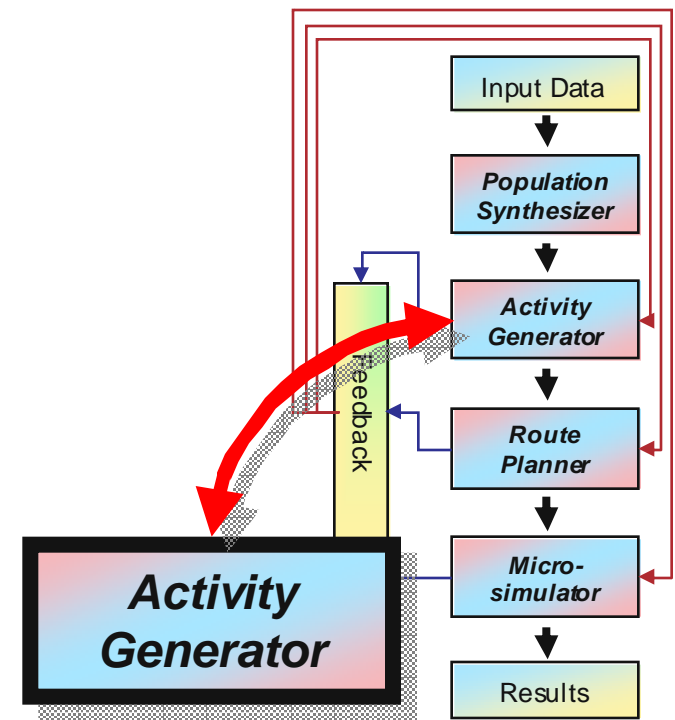 Input Data
Population
Synthesizer
Activity
Generator
Feedback
Route
Planner
Micro-
simulator
Activity
Generator
Results